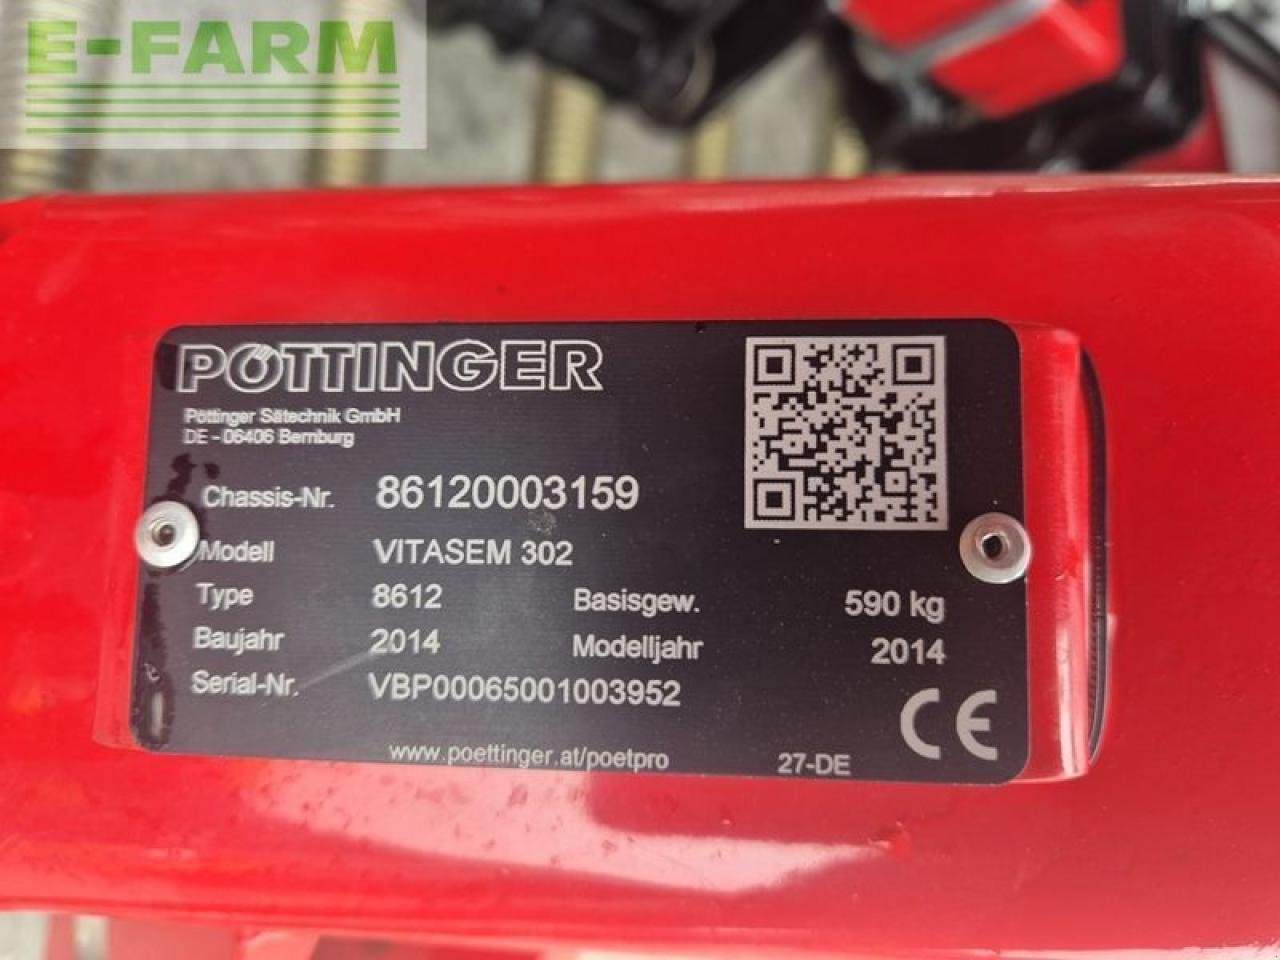 E-FARM
PÖTTINGER
Pöttinger Sätechnik GmbH
DE - 06406 Bernburg
Chassis-Nr. 86120003159
Modell VITASEM 302
Type 8612 Basisgew. 590 kg
Baujahr 2014 Modelljahr 2014
Serial-Nr. VBP00065001003952
CE
www.poettinger.at/poetpro 27-DE